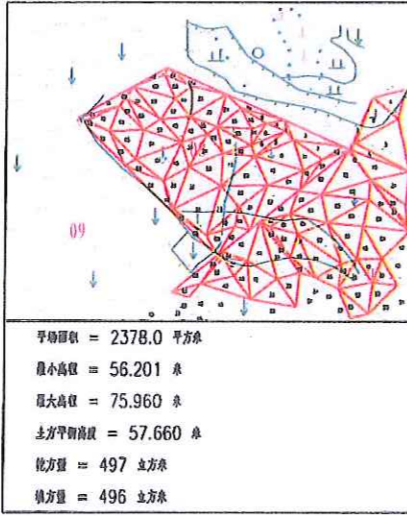 09
平场面积 = 2378.0 平方米
最小高程 = 56.201 米
最大高程 = 75.960 米
土方平衡高程 = 57.660 米
挖方量 = 497 立方米
填方量 = 496 立方米